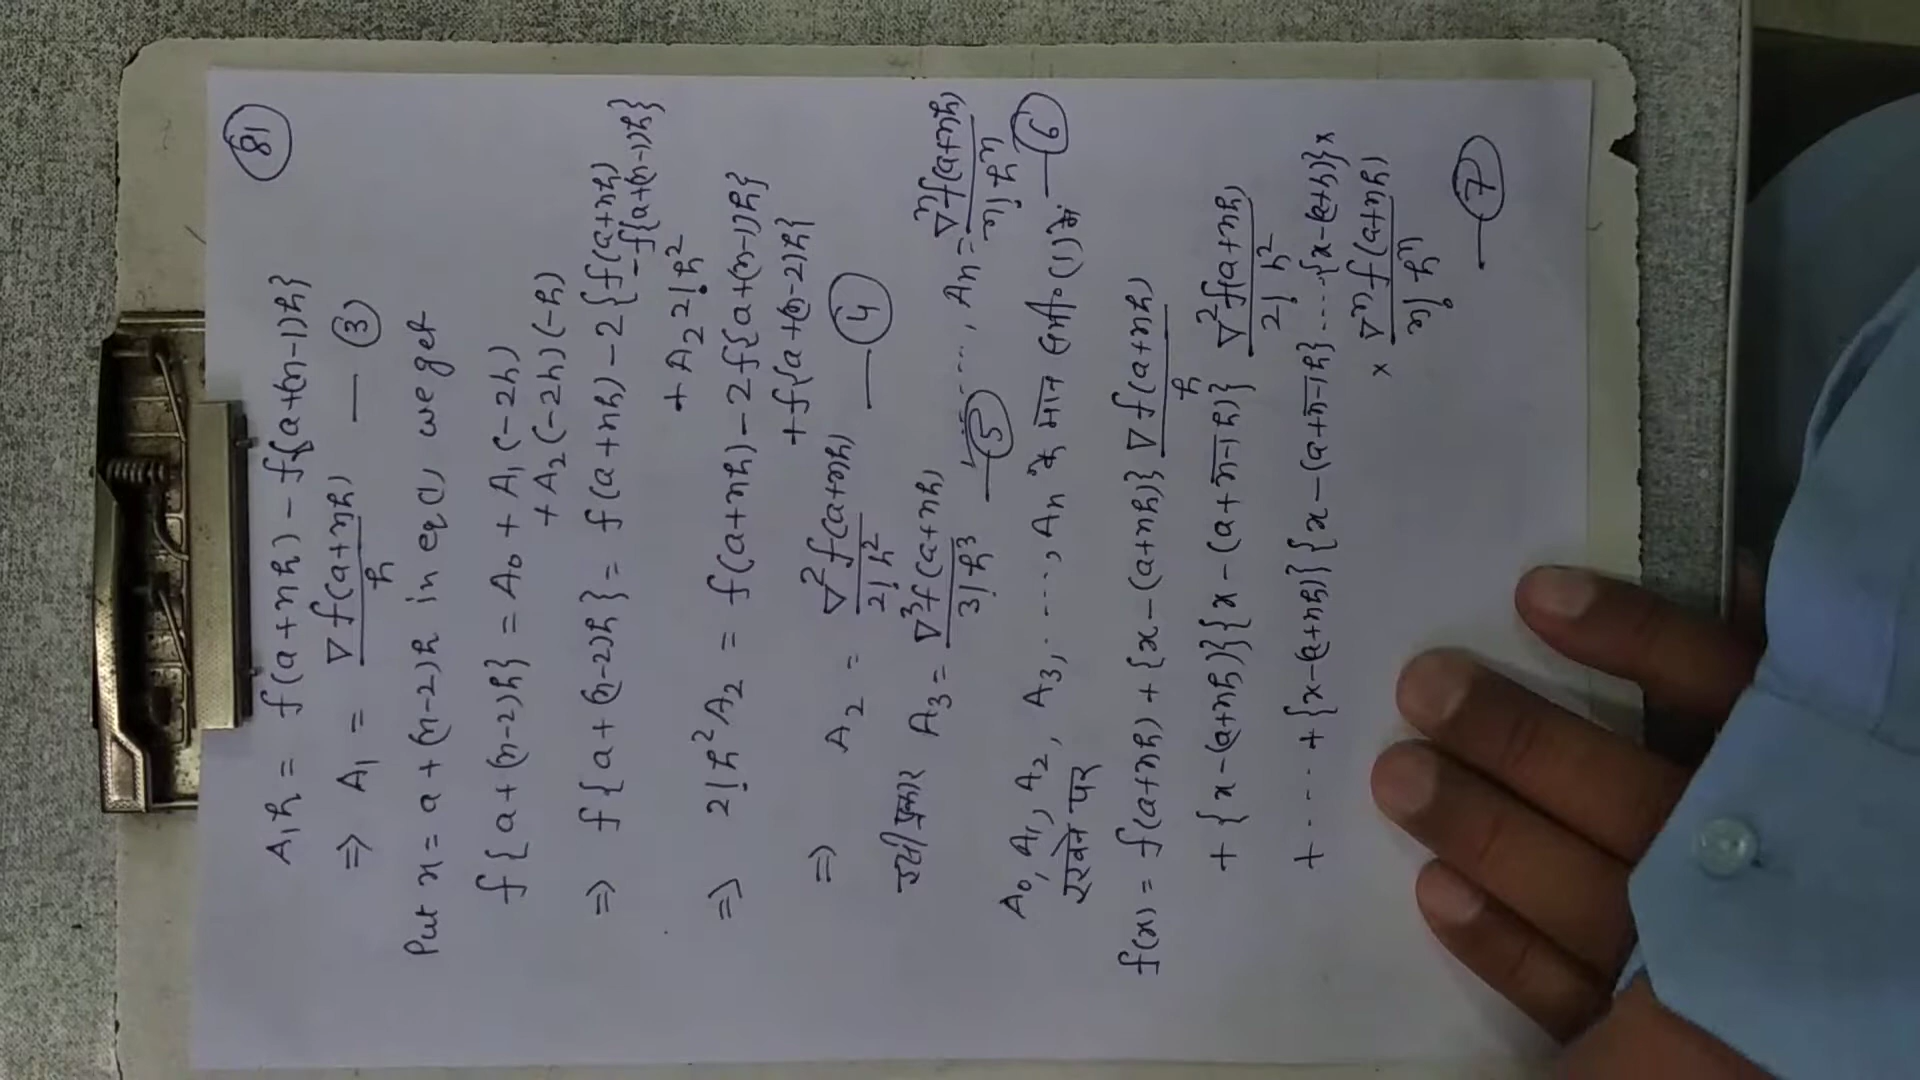 81
A₁h = f(a+nh) - f{a+(n-1)h}
⇒ A₁ = ∇f(a+nh)/h — 3
Put x = a+(n-2)h in eq(1) we get
f{a+(n-2)h} = A₀ + A₁(-2h)
+ A₂(-2h)(-h)
⇒ f{a+(n-2)h} = f(a+nh) - 2{f(a+nh)
- f{a+(n-1)h}}
+ A₂ 2! h²
⇒ 2! h² A₂ = f(a+nh) - 2f{a+(n-1)h}
+ f{a+(n-2)h}
⇒ A₂ = ∇²f(a+nh)/2! h² — 4
इसी प्रकार A₃ = ∇³f(a+nh)/3! h³ — 5 ....., Aₙ = ∇ⁿf(a+nh)/n! hⁿ — 6
A₀, A₁, A₂, A₃, ...., Aₙ के मान समी० (1) में
रखने पर
f(x) = f(a+nh) + {x-(a+nh)} ∇f(a+nh)/h
+ {x-(a+nh)}{x-(a+n-1h)} ∇²f(a+nh)/2! h²
+ .... + {x-(a+nh)}{x-(a+n-1h}....{x-(a+h)} ×
× ∇ⁿf(a+nh)/n! hⁿ
— 7